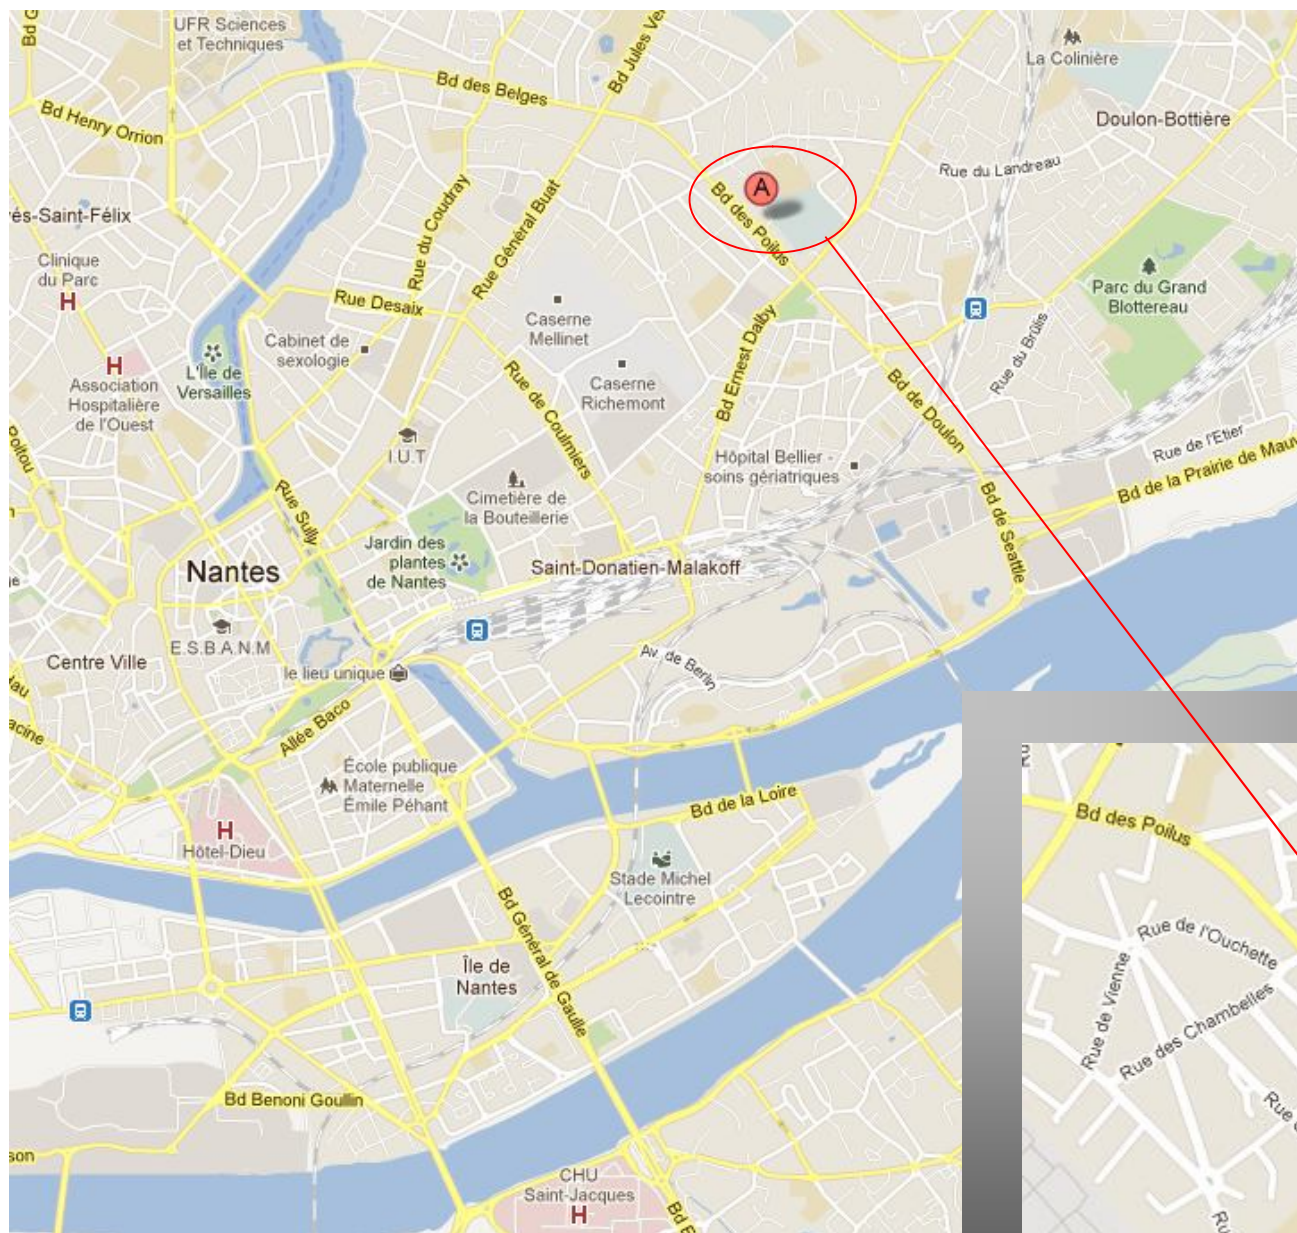 UFR Sciences
et Techniques
Bd des Belges
Bd Jules Ver
La Colinière
Bd Henry Orrion
Doulon-Bottière
Rue du Landreau
A
Bd des Poilus
és-Saint-Félix
Rue du Coudray
Rue Général Buat
Clinique
du Parc
H
Rue Desaix
Parc du Grand
Blottereau
Caserne
Mellinet
Cabinet de
sexologie
L'Île de
Versailles
H
Association
Hospitalière
de l'Ouest
Caserne
Richemont
Bd Ernest Dalby
Rue du Brûlis
Rue de Coulmiers
Bd de Doulon
Poitou
I.U.T
Hôpital Bellier -
soins gériatriques
Rue de l'Etier
Bd de la Prairie de Mauv
Rue Sully
Cimetière de
la Bouteillerie
Bd de Seattle
Jardin des
plantes
de Nantes
Nantes
Saint-Donatien-Malakoff
E.S.B.A.N.M
Centre Ville
le lieu unique
Av. de Berlin
Allée Baco
acine
École publique
Maternelle
Émile Péhant
Bd de la Loire
H
Hôtel-Dieu
Stade Michel
Lecointre
Bd Général de Gaulle
Île de
Nantes
Bd Benoni Goullin
son
CHU
Saint-Jacques
H
Bd des Poilus
Rue de l'Ouchette
Rue de Vienne
Rue des Chambelles
Rue
Ru